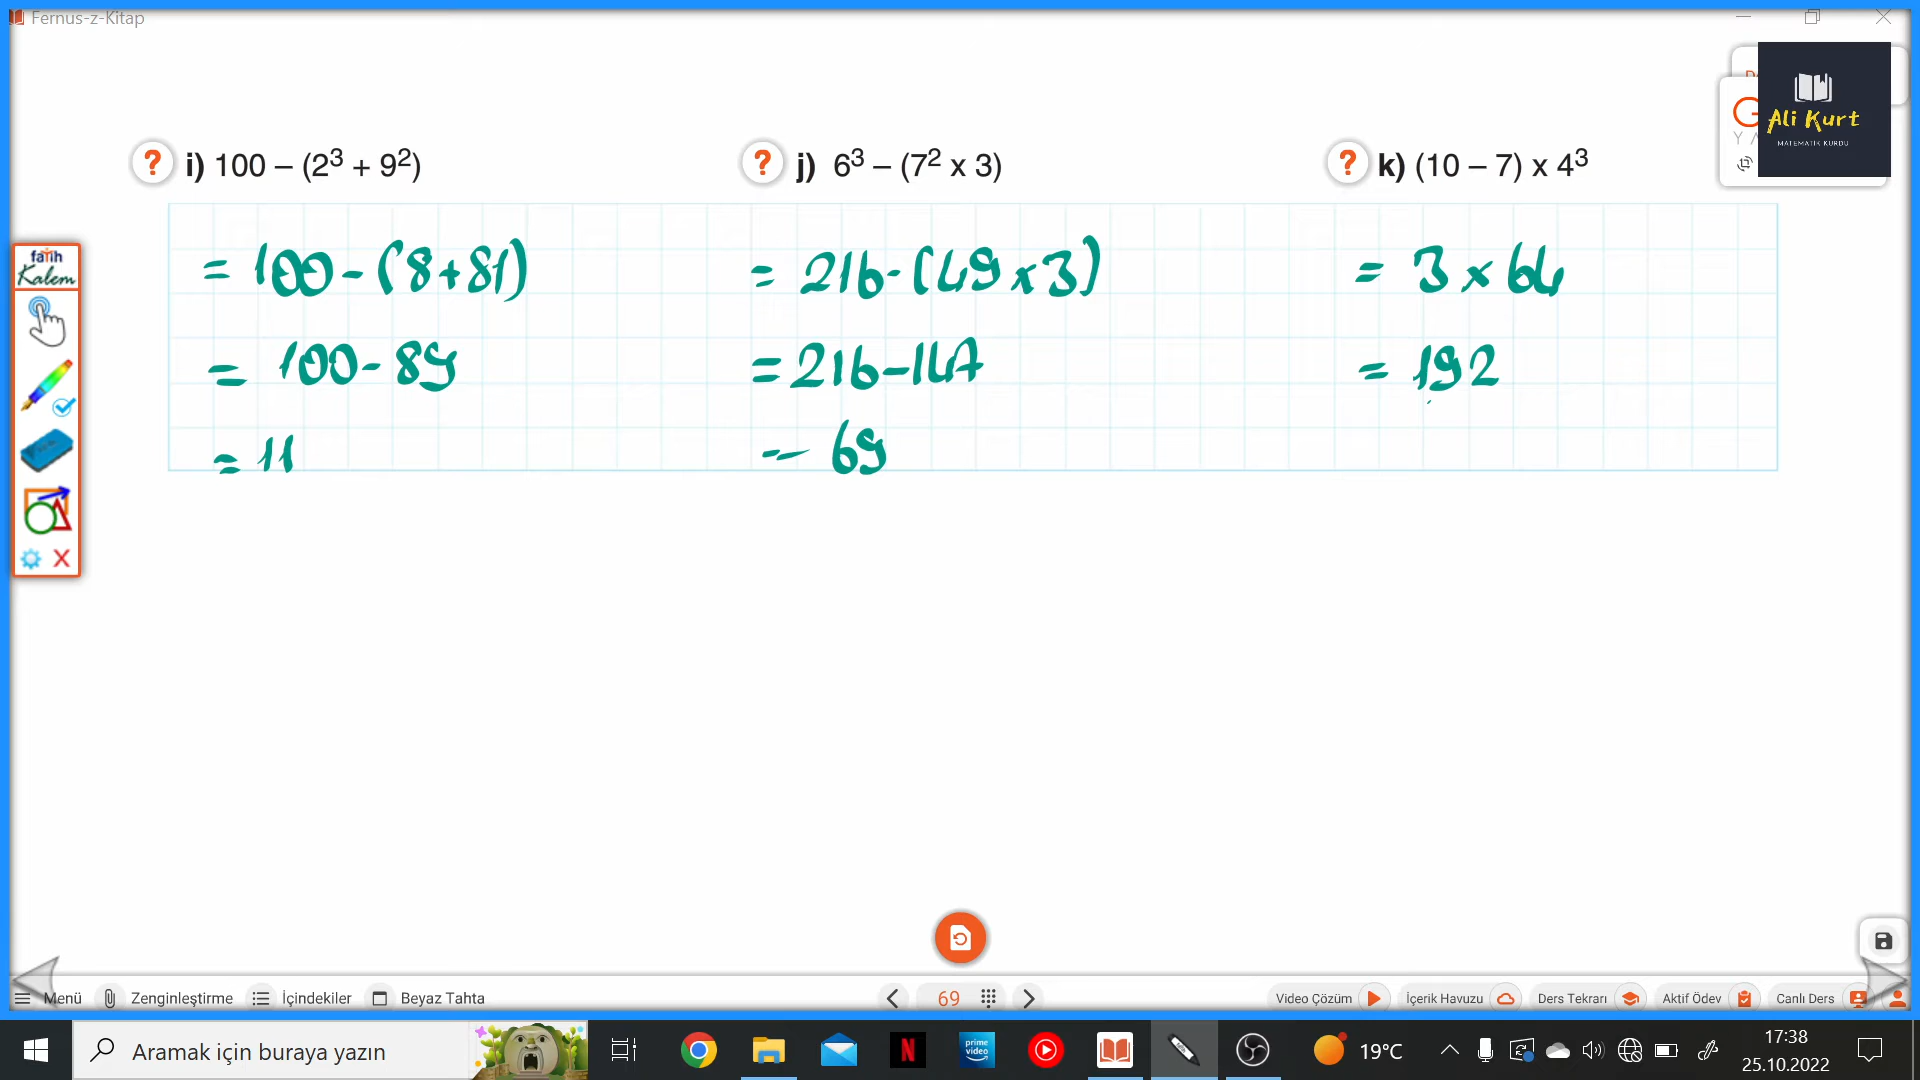 Fernus-z-Kitap
Ali Kurt
MATEMATİK KURDU
i) 100 – (2³ + 9²)
j) 6³ – (7² x 3)
k) (10 – 7) x 4³
= 100 - (8 + 81)
= 216 - (49 x 3)
= 3 x 64
= 100 - 89
= 216 - 147
= 192
= 11
= 69
fatih
Kalem
Menü
Zenginleştirme
İçindekiler
Beyaz Tahta
69
Video Çözüm
İçerik Havuzu
Ders Tekrarı
Aktif Ödev
Canlı Ders
Aramak için buraya yazın
prime
video
19°C
17:38
25.10.2022